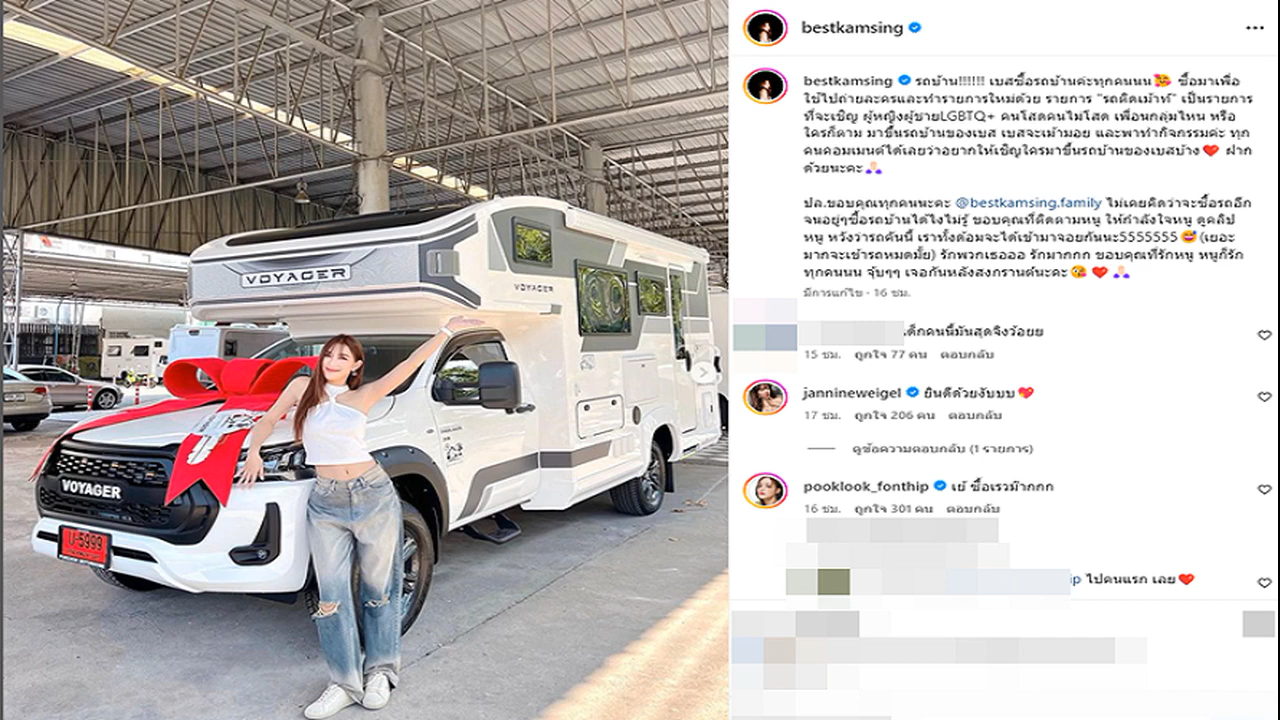 VOYAGER
VOYAGER
VOYAGER
U-5999
bestkamsing
bestkamsing รถบ้าน!!!!!! เบสซื้อรถบ้านค่ะทุกคนนน🥰 ซื้อมาเพื่อ
ใช้ไปถ่ายละครและทำรายการใหม่ด้วย รายการ "รถติดเม้าท์" เป็นรายการ
ที่จะเชิญ ผู้หญิงผู้ชายLGBTQ+ คนโสดคนไม่โสด เพื่อนกลุ่มไหน หรือ
ใครก็ตาม มาขึ้นรถบ้านของเบส เบสจะเม้ามอย และพาทำกิจกรรมค่ะ ทุก
คนคอมเมนต์ได้เลยว่าอยากให้เชิญใครมาขึ้นรถบ้านของเบสบ้าง❤️ ฝาก
ด้วยนะคะ🙏🏻
ปล.ขอบคุณทุกคนนะคะ @bestkamsing.family ไม่เคยคิดว่าจะซื้อรถอีก
จนอยู่ๆซื้อรถบ้านได้ไงไม่รู้ ขอบคุณที่ติดตามหนู ให้กำลังใจหนู ดูคลิป
หนู หวังว่ารถคันนี้ เราทั้งด้อมจะได้เข้ามาจอยกันนะ5555555😅(เยอะ
มากจะเข้ารถหมดมั้ย) รักพวกเธอออ รักมากกก ขอบคุณที่รักหนู หนูก็รัก
ทุกคนนน จุ๊บๆๆ เจอกันหลังสงกรานต์นะคะ😘 ❤️ 🙏🏻
มีการแก้ไข · 16 ชม.
เด็กคนนี้มันสุดจิงว้อยย
15 ชม. ถูกใจ 77 คน ตอบกลับ
jannineweigel ยินดีด้วยงับบบ💖
17 ชม. ถูกใจ 206 คน ตอบกลับ
ดูข้อความตอบกลับ (1 รายการ)
pooklook_fonthip เย้ ซื้อเรวม๊ากกก
16 ชม. ถูกใจ 301 คน ตอบกลับ
ip ไปคนแรก เลย❤️